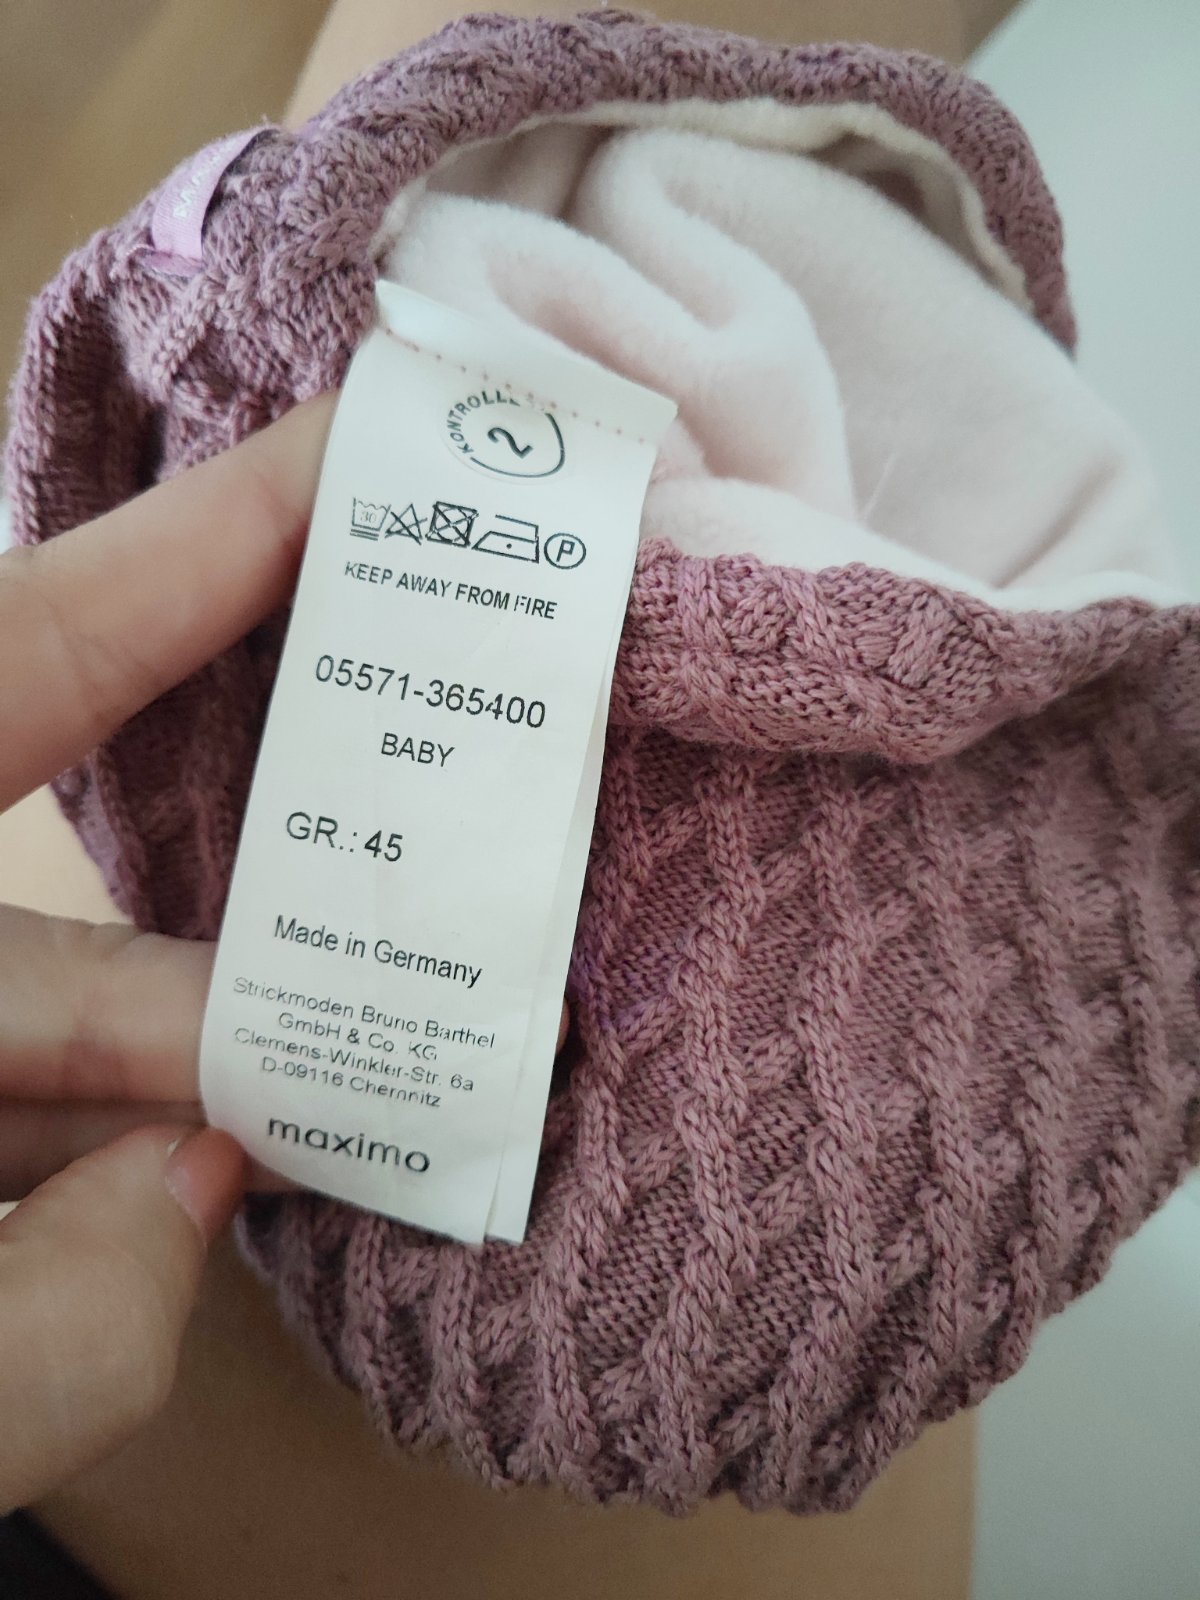 KONTROLLE
2
30
P
KEEP AWAY FROM FIRE
05571-365400
BABY
GR.: 45
Made in Germany
Strickmoden Bruno Barthel
GmbH & Co. KG
Clemens-Winkler-Str. 6a
D-09116 Chemnitz
maximo